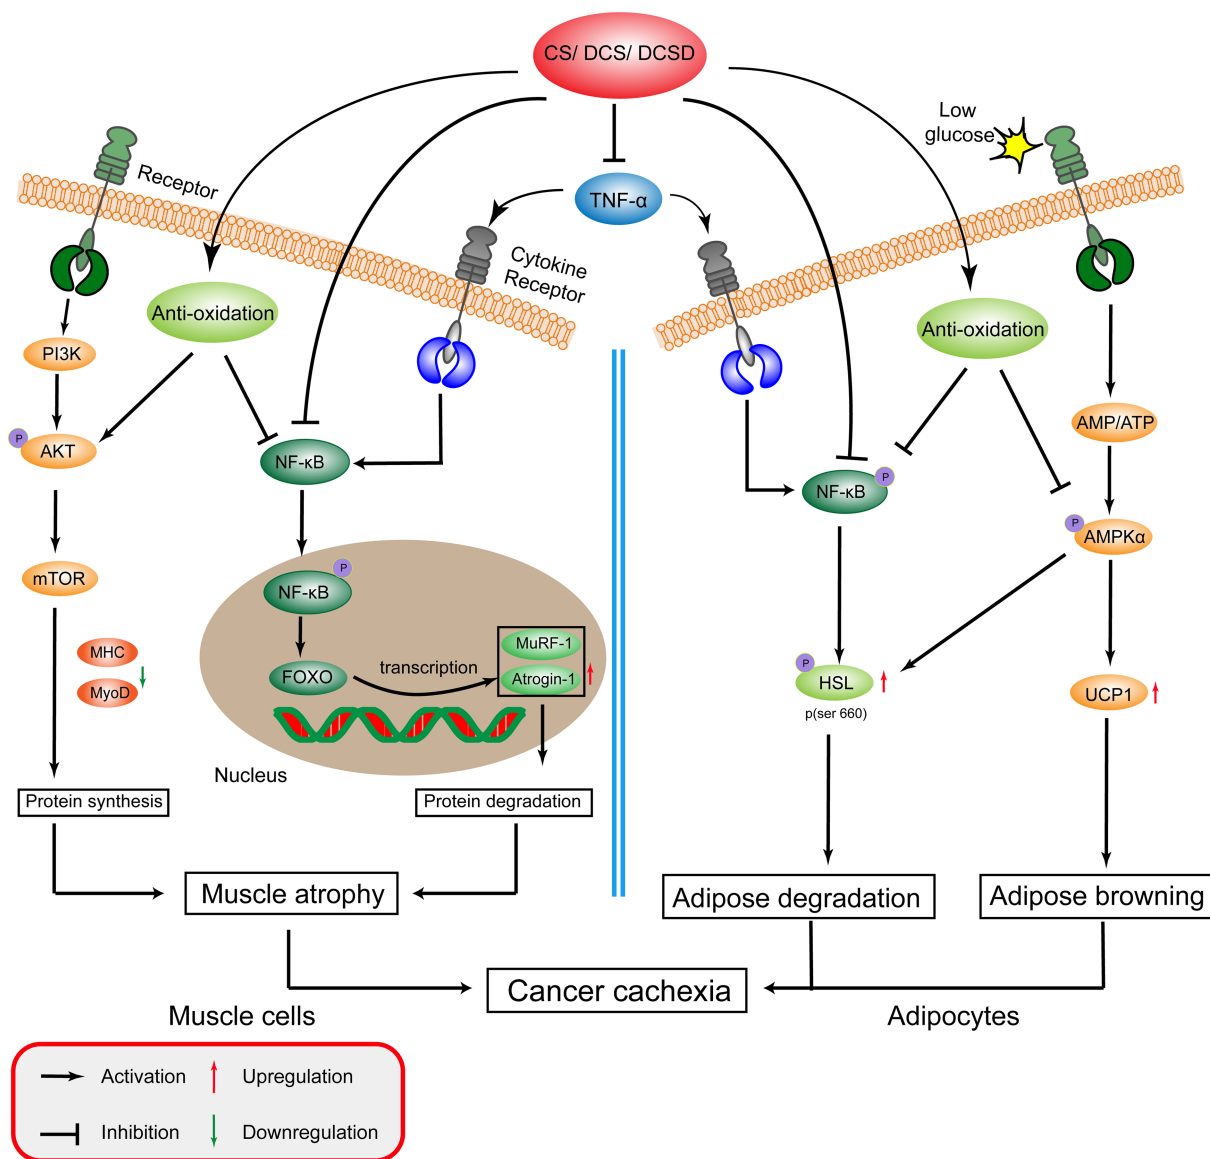 CS/ DCS/ DCSD
Low
glucose
Receptor
TNF-α
Cytokine
Receptor
Anti-oxidation
Anti-oxidation
PI3K
AMP/ATP
P
AKT
NF-κB
P
NF-κB
P
AMPKα
P
mTOR
NF-κB
P
MHC
MyoD
FOXO
transcription
MuRF-1
Atrogin-1
P
HSL
p(ser 660)
UCP1
Nucleus
Protein synthesis
Protein degradation
Muscle atrophy
Adipose degradation
Adipose browning
Cancer cachexia
Muscle cells
Adipocytes
Activation
Upregulation
Inhibition
Downregulation